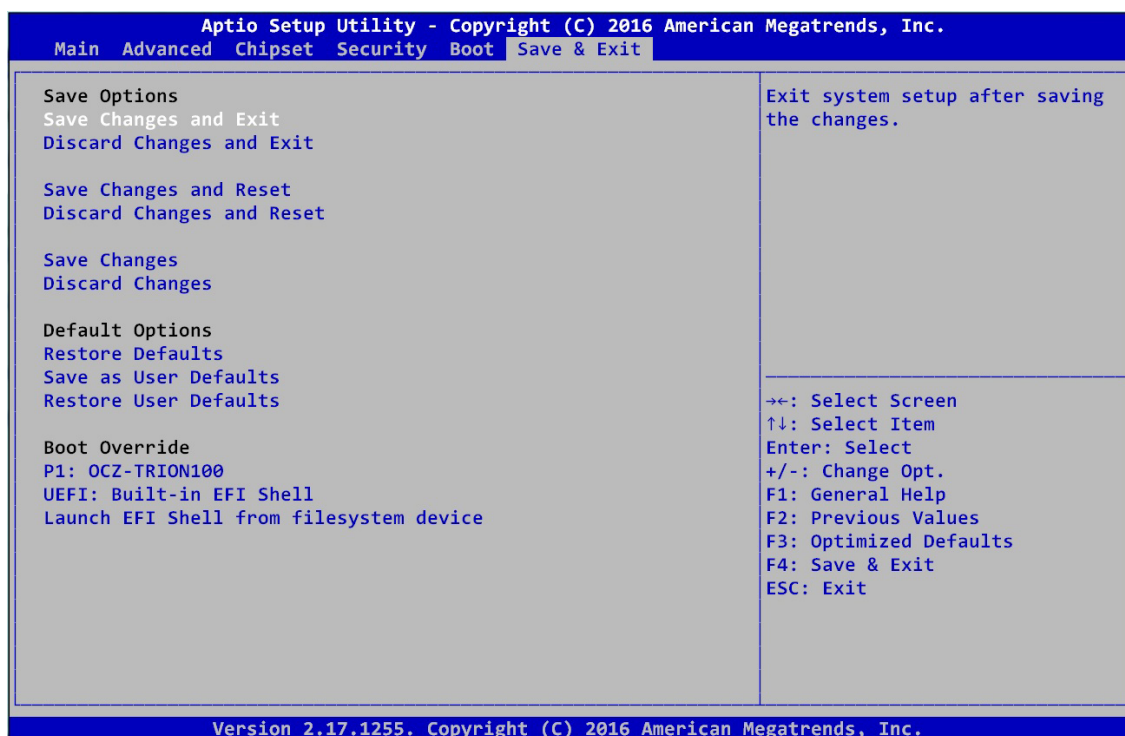 Aptio Setup Utility - Copyright (C) 2016 American Megatrends, Inc.
Main Advanced Chipset Security Boot Save & Exit
Save Options
Save Changes and Exit
Discard Changes and Exit
Save Changes and Reset
Discard Changes and Reset
Save Changes
Discard Changes
Default Options
Restore Defaults
Save as User Defaults
Restore User Defaults
Boot Override
P1: OCZ-TRION100
UEFI: Built-in EFI Shell
Launch EFI Shell from filesystem device
Exit system setup after saving
the changes.
→←: Select Screen
↑↓: Select Item
Enter: Select
+/-: Change Opt.
F1: General Help
F2: Previous Values
F3: Optimized Defaults
F4: Save & Exit
ESC: Exit
Version 2.17.1255. Copyright (C) 2016 American Megatrends, Inc.